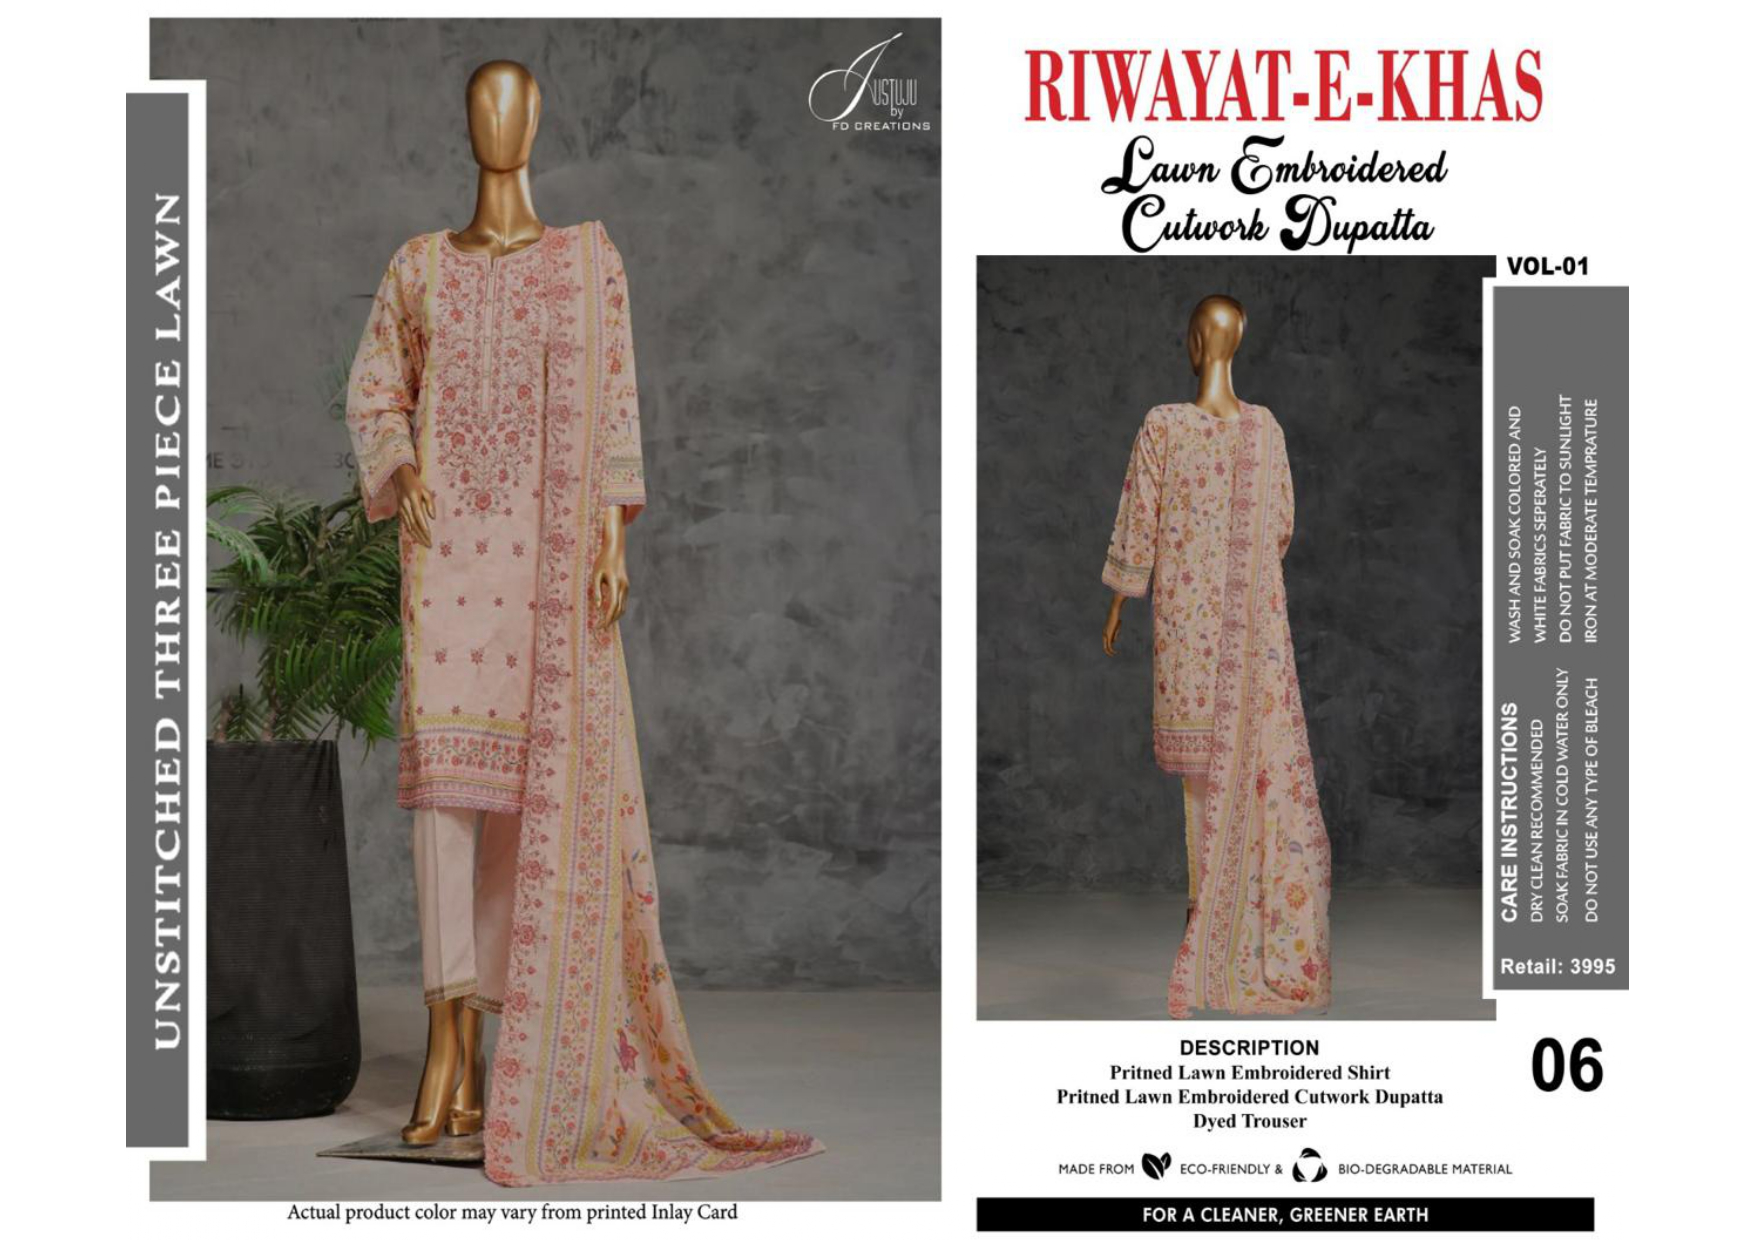 UNSTITCHED THREE PIECE LAWN
JUSTUJU
by
FD CREATIONS
Actual product color may vary from printed Inlay Card
RIWAYAT-E-KHAS
Lawn Embroidered
Cutwork Dupatta
VOL-01
CARE INSTRUCTIONS
DRY CLEAN RECOMMENDED
SOAK FABRIC IN COLD WATER ONLY
DO NOT USE ANY TYPE OF BLEACH
WASH AND SOAK COLORED AND
WHITE FABRICS SEPERATELY
DO NOT PUT FABRIC TO SUNLIGHT
IRON AT MODERATE TEMPRATURE
Retail: 3995
06
DESCRIPTION
Pritned Lawn Embroidered Shirt
Pritned Lawn Embroidered Cutwork Dupatta
Dyed Trouser
MADE FROM ECO-FRIENDLY & BIO-DEGRADABLE MATERIAL
FOR A CLEANER, GREENER EARTH